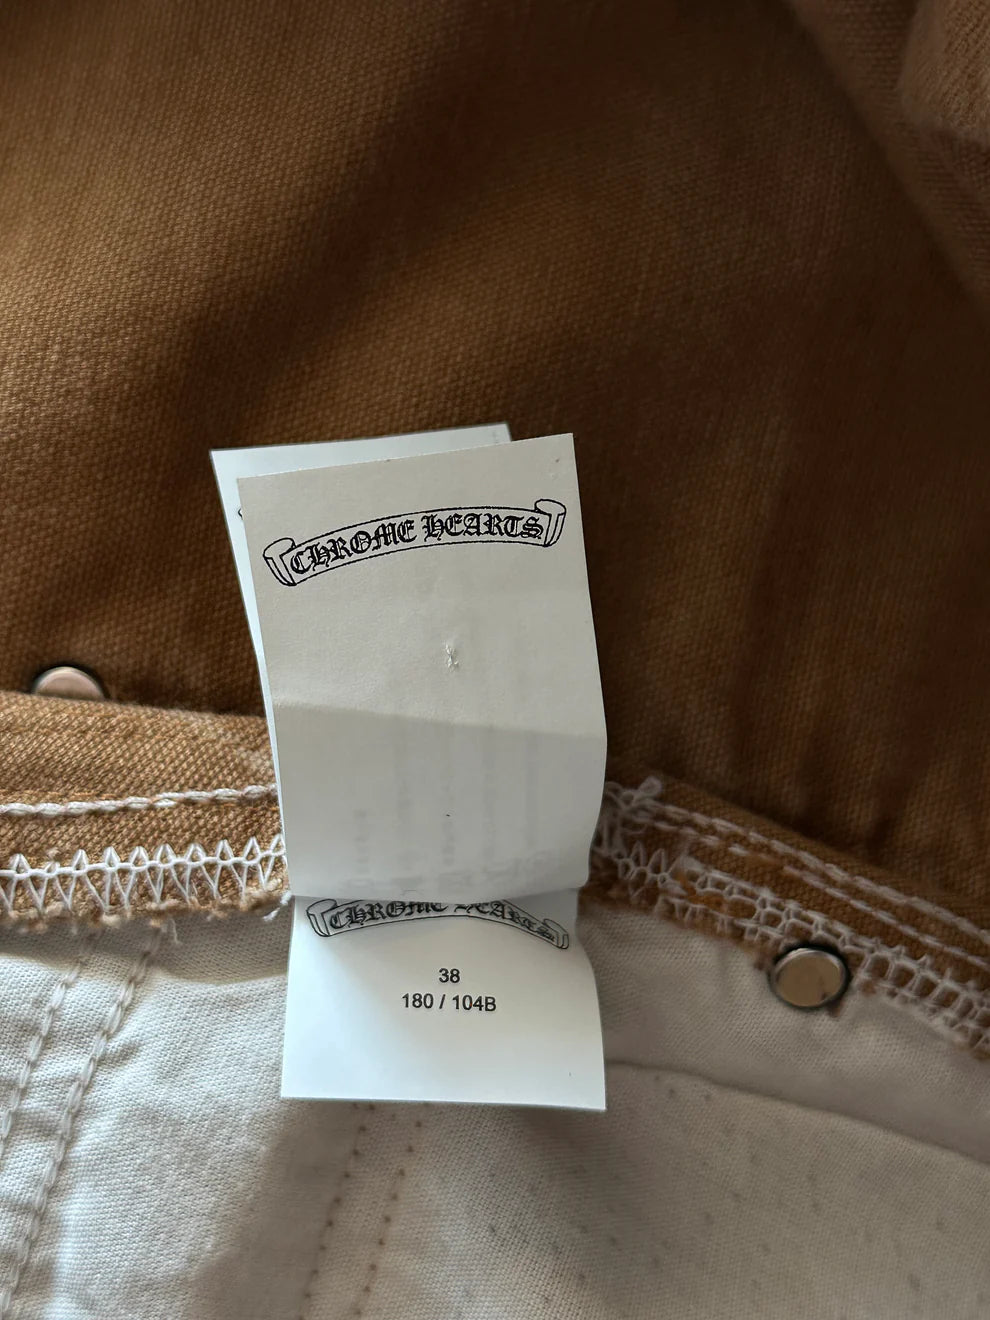 CHROME HEARTS
CHROME HEARTS
38
180 / 104B